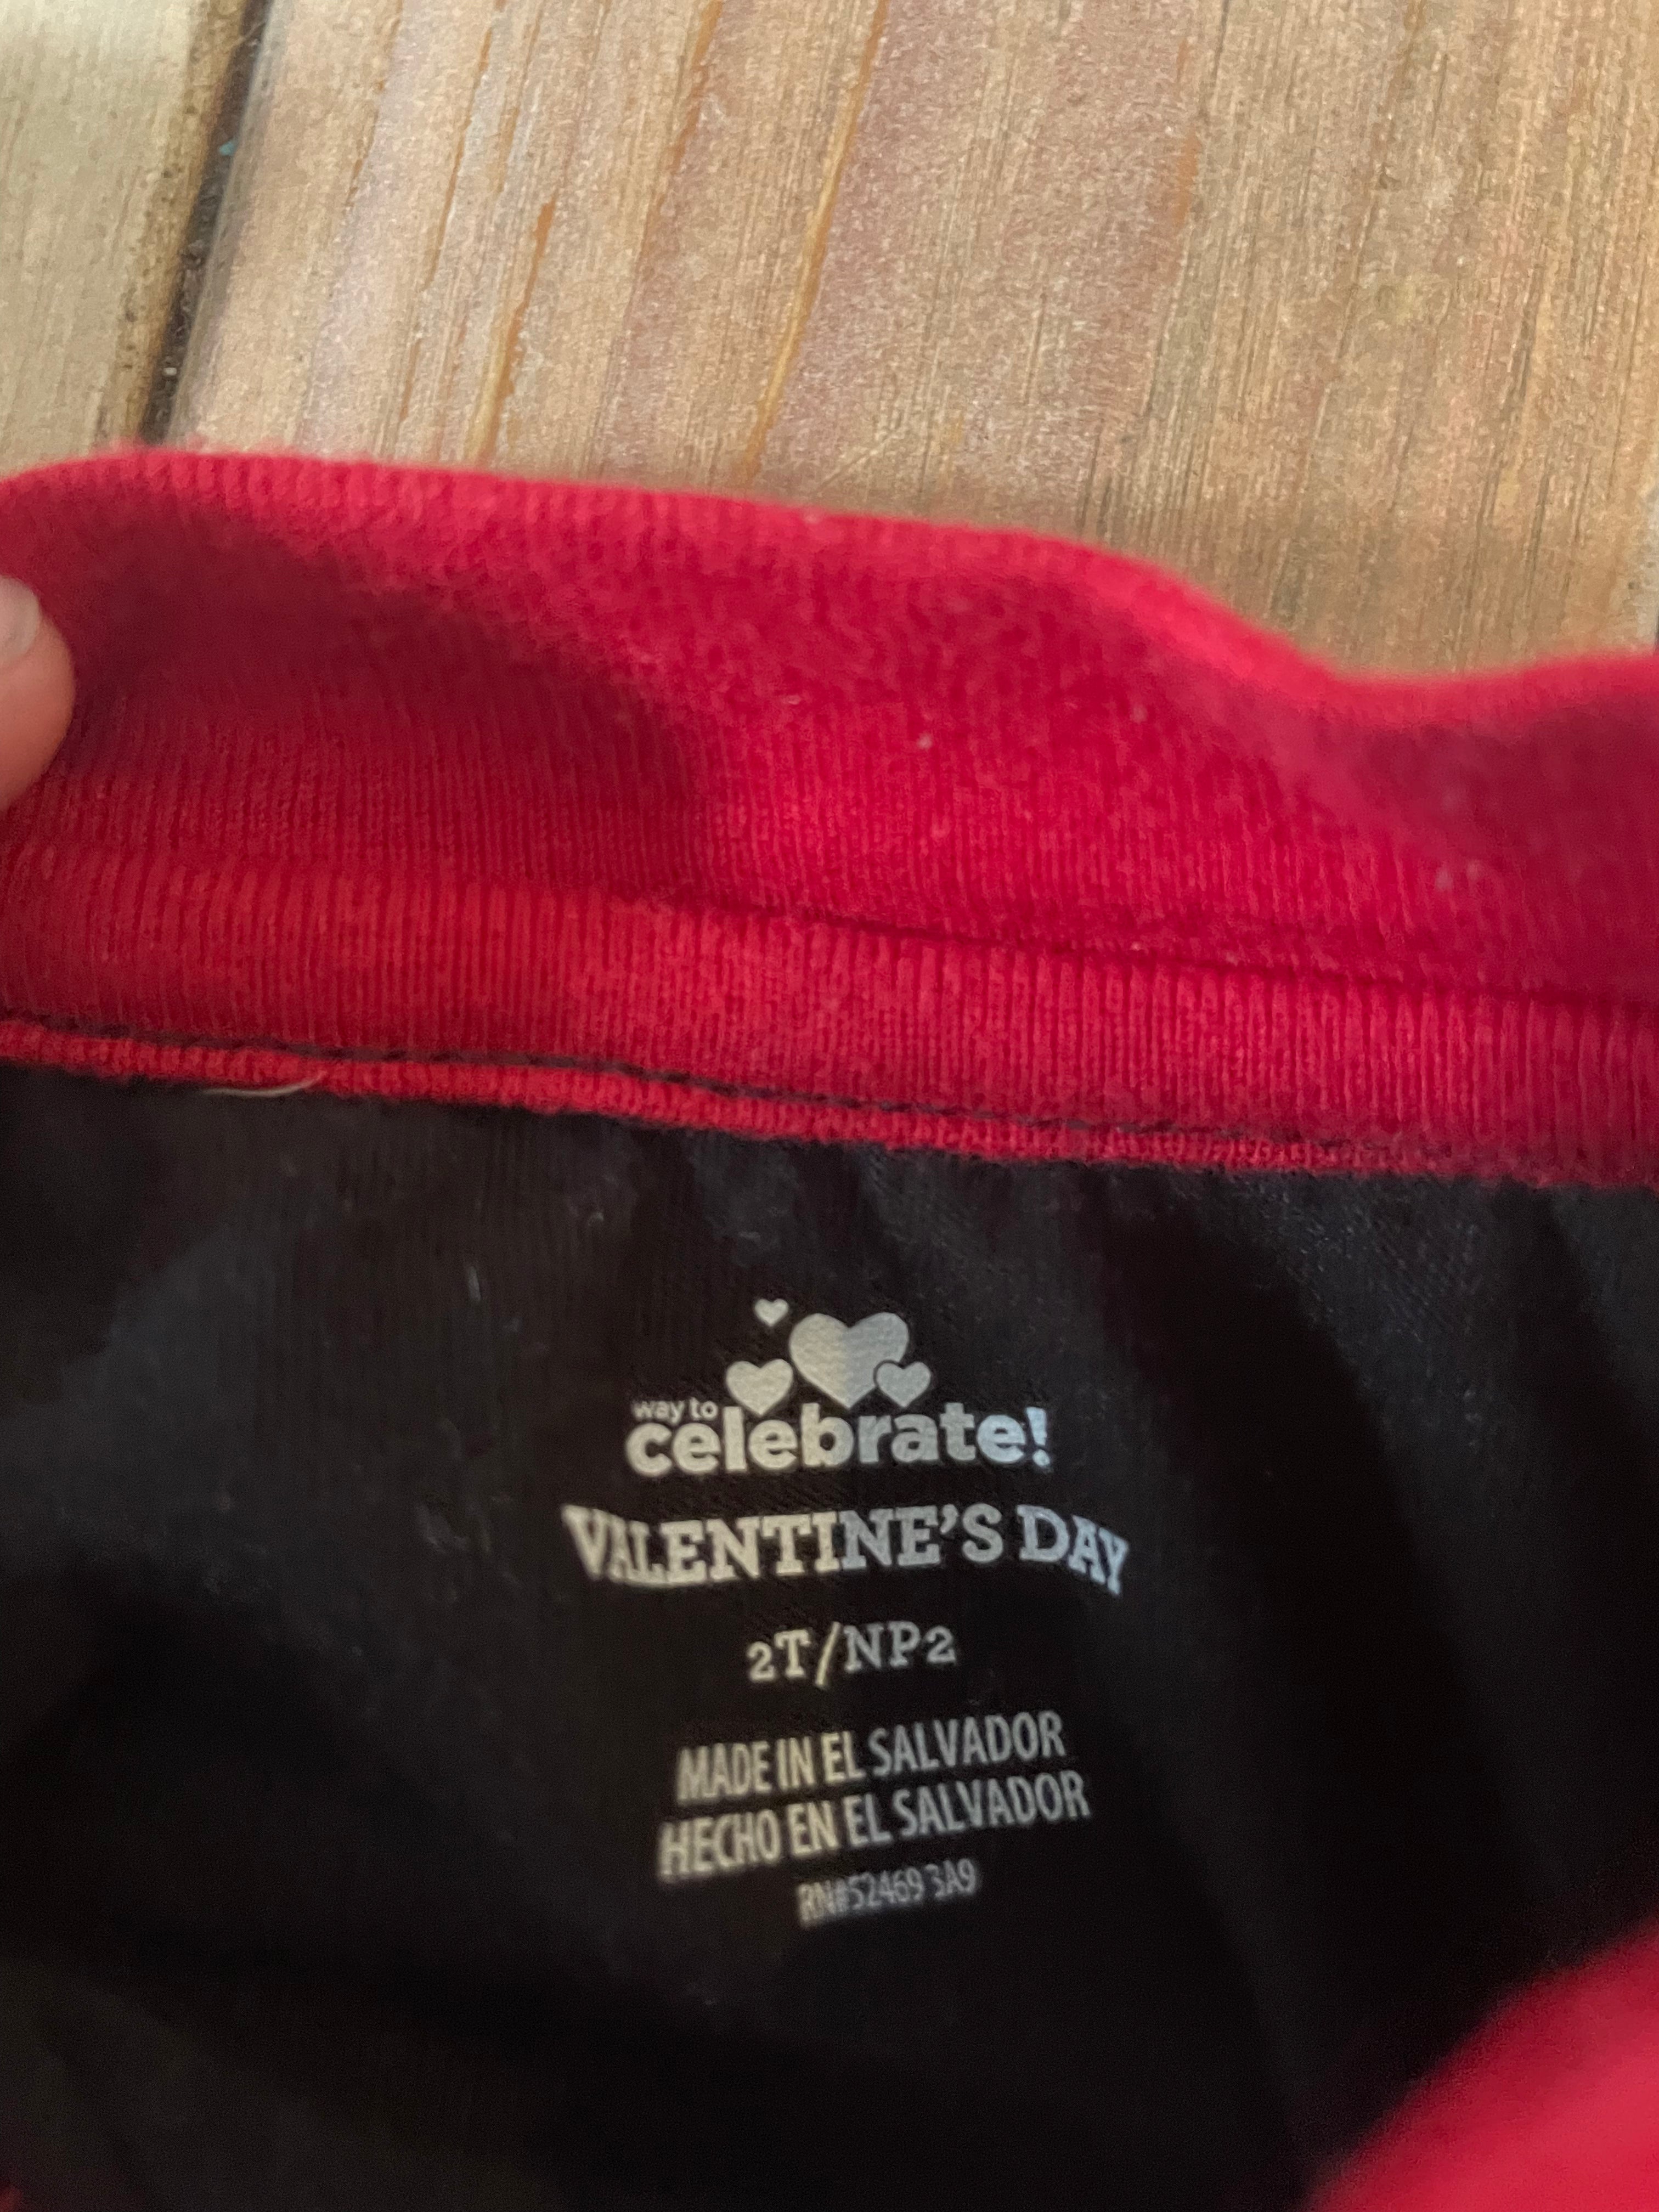 way to
celebrate!
VALENTINE'S DAY
2T/NP2
MADE IN EL SALVADOR
HECHO EN EL SALVADOR
RN#52469 3A9